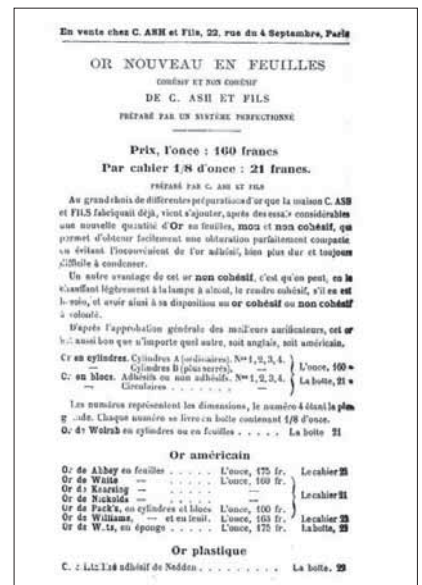 En vente chez C. ASH et Fils, 22, rue du 4 Septembre, Paris
OR NOUVEAU EN FEUILLES
COHÉSIF ET NON COHÉSIF
DE C. ASH ET FILS
PRÉPARÉ PAR UN SYSTÈME PERFECTIONNÉ
Prix, l'once : 160 francs
Par cahier 1/8 d'once : 21 francs.
PRÉPARÉ PAR C. ASH ET FILS
Au grand choix de différentes préparations d'or que la maison C. ASH
et FILS fabriquait déjà, vient s'ajouter, après des essais considérables
une nouvelle quantité d'Or en feuilles, mou et non cohésif, qui
permet d'obtenir facilement une obturation parfaitement compacte
en évitant l'inconvénient de l'or adhésif, bien plus dur et toujours
difficile à condenser.
Un autre avantage de cet or non cohésif, c'est qu'on peut, en le
chauffant légèrement à la lampe à alcool, le rendre cohésif, s'il en est
besoin, et avoir ainsi à sa disposition un or cohésif ou non cohésif
à volonté.
D'après l'approbation générale des meilleurs aurificateurs, cet or
est aussi bon que n'importe quel autre, soit anglais, soit américain.
Or en cylindres. Cylindres A (ordinaires). Nos 1, 2, 3, 4.
— Cylindres B (plus serrés), — L'once, 160 »
Or en blocs. Adhésifs ou non adhésifs. Nos 1, 2, 3, 4. La boîte, 21 »
— Circulaires . . . . . —
Les numéros représentent les dimensions, le numéro 4 étant le plus
grande. Chaque numéro se livre en boîte contenant 1/8 d'once.
Or de Wolrab en cylindres ou en feuilles . . . . . La boîte 21
Or américain
Or de Abbey en feuilles . . . . . L'once, 175 fr. Le cahier 23
Or de White — . . . . . L'once, 160 fr.
Or de Kearsing — . . . . . —
Or de Nickolds — . . . . . — Le cahier 21
Or de Pack's, en cylindres et blocs L'once, 160 fr.
Or de Williams, — et en feuil. L'once, 165 fr. Le cahier 22
Or de Watts, en éponge . . . . . L'once, 175 fr. La boîte, 23
Or plastique
adhésif de Nedden . . . . . La boîte. 23